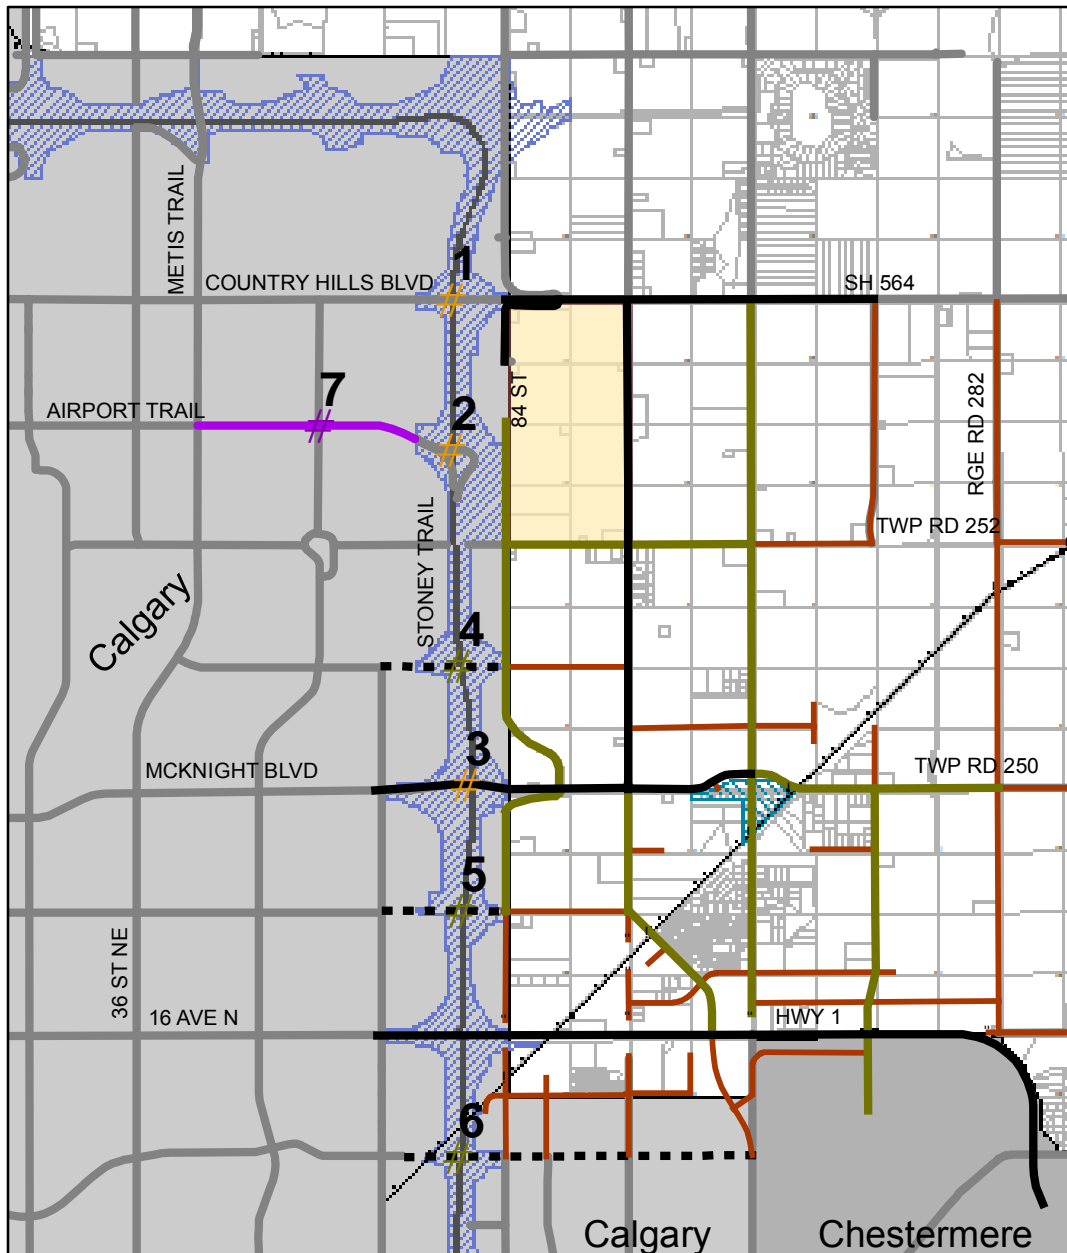 METIS TRAIL
1
COUNTRY HILLS BLVD
SH 564
7
84 ST
AIRPORT TRAIL
2
RGE RD 282
TWP RD 252
STONEY TRAIL
Calgary
4
3
MCKNIGHT BLVD
TWP RD 250
5
36 ST NE
16 AVE N
HWY 1
6
Calgary
Chestermere